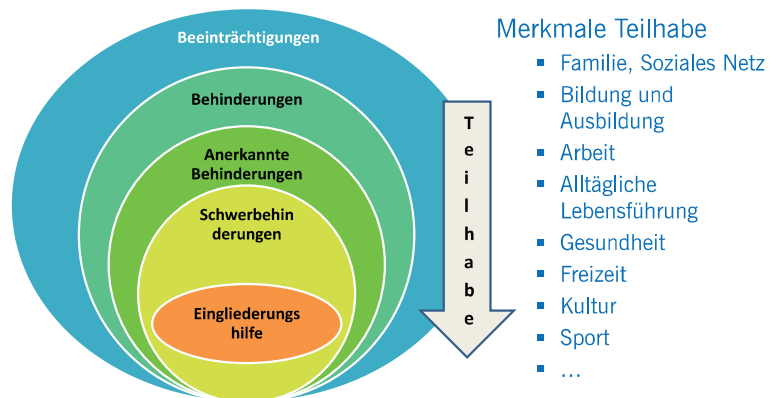 Beeinträchtigungen
Behinderungen
Anerkannte
Behinderungen
Schwerbehin
derungen
Eingliederungs
hilfe
T
e
i
l
h
a
b
e
Merkmale Teilhabe
▪ Familie, Soziales Netz
▪ Bildung und
Ausbildung
▪ Arbeit
▪ Alltägliche
Lebensführung
▪ Gesundheit
▪ Freizeit
▪ Kultur
▪ Sport
▪ ...